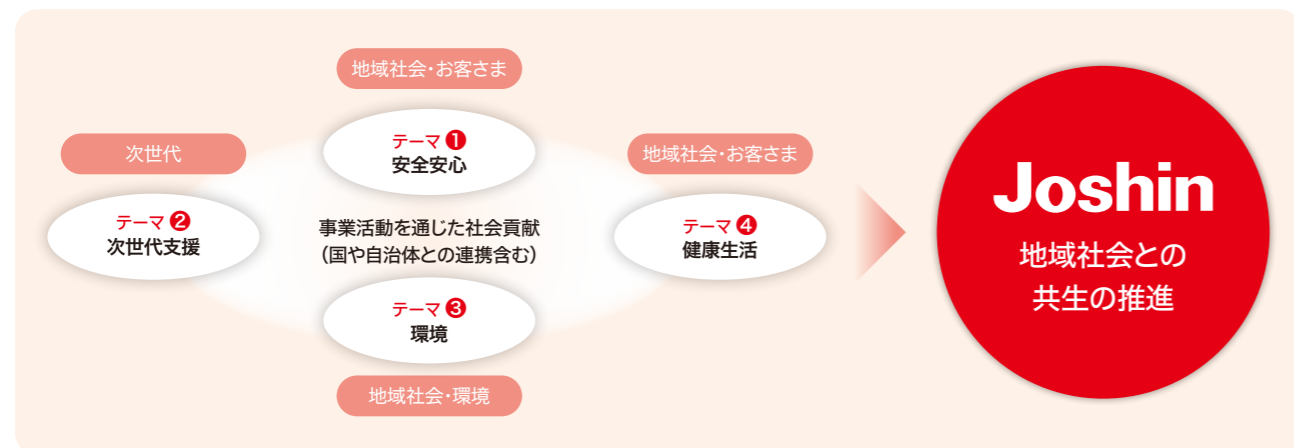 地域社会・お客さま
テーマ❶
安全安心
次世代
テーマ❷
次世代支援
事業活動を通じた社会貢献
(国や自治体との連携含む)
地域社会・お客さま
テーマ❹
健康生活
テーマ❸
環境
地域社会・環境
Joshin
地域社会との
共生の推進